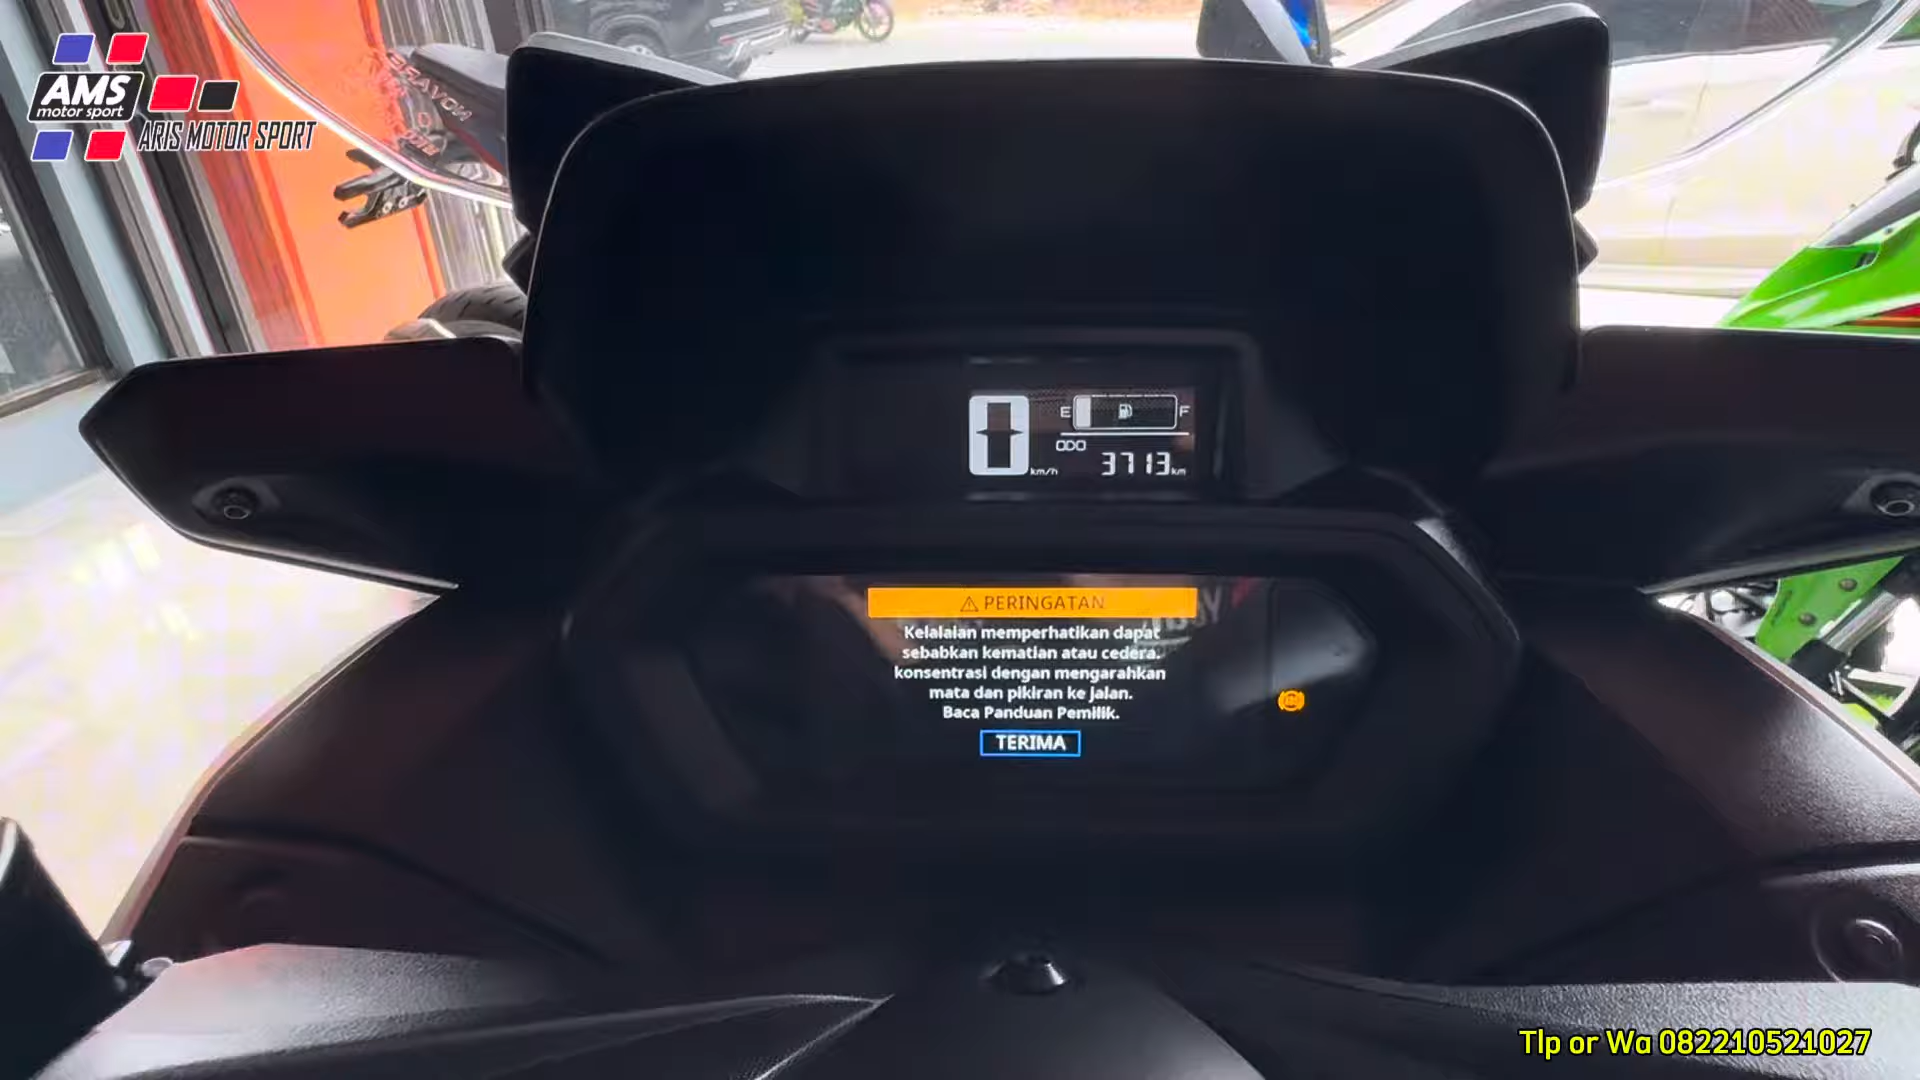 AMS
motor sport
ARIS MOTOR SPORT
0 km/h
E F
ODO
3713 km
⚠ PERINGATAN
Kelalaian memperhatikan dapat
sebabkan kematian atau cedera.
konsentrasi dengan mengarahkan
mata dan pikiran ke jalan.
Baca Panduan Pemilik.
TERIMA
Tlp or Wa 082210521027